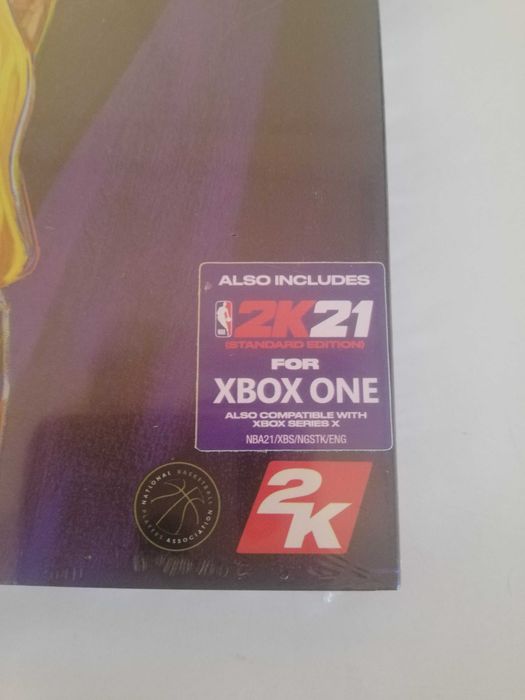 ALSO INCLUDES
2K21
(STANDARD EDITION)
FOR
XBOX ONE
ALSO COMPATIBLE WITH
XBOX SERIES X
NBA21/XBS/NGSTK/ENG
NATIONAL BASKETBALL
PLAYERS ASSOCIATION
2K